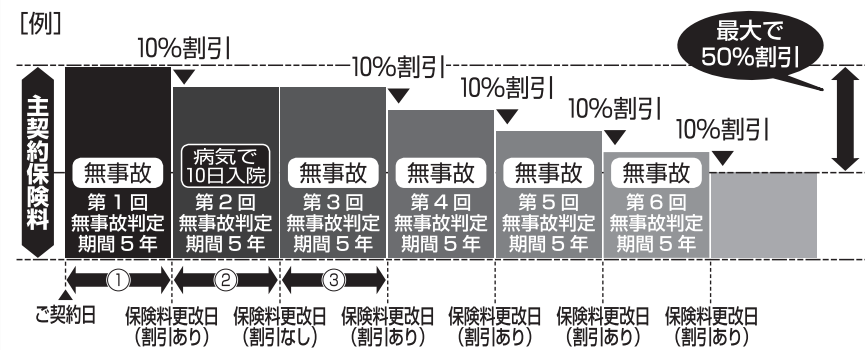 ［例］
10％割引
10％割引
10％割引
10％割引
10％割引
最大で
50％割引
主契約保険料
無事故
第1回
無事故判定
期間5年
病気で
10日入院
第2回
無事故判定
期間5年
無事故
第3回
無事故判定
期間5年
無事故
第4回
無事故判定
期間5年
無事故
第5回
無事故判定
期間5年
無事故
第6回
無事故判定
期間5年
①
②
③
ご契約日
保険料更改日
（割引あり）
保険料更改日
（割引なし）
保険料更改日
（割引あり）
保険料更改日
（割引あり）
保険料更改日
（割引あり）
保険料更改日
（割引あり）